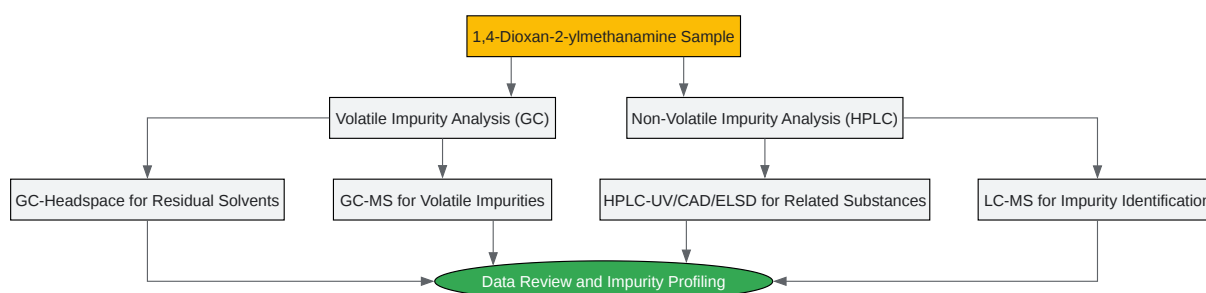 1,4-Dioxan-2-ylmethanamine Sample
Volatile Impurity Analysis (GC)
Non-Volatile Impurity Analysis (HPLC)
GC-Headspace for Residual Solvents
GC-MS for Volatile Impurities
HPLC-UV/CAD/ELSD for Related Substances
LC-MS for Impurity Identification
Data Review and Impurity Profiling